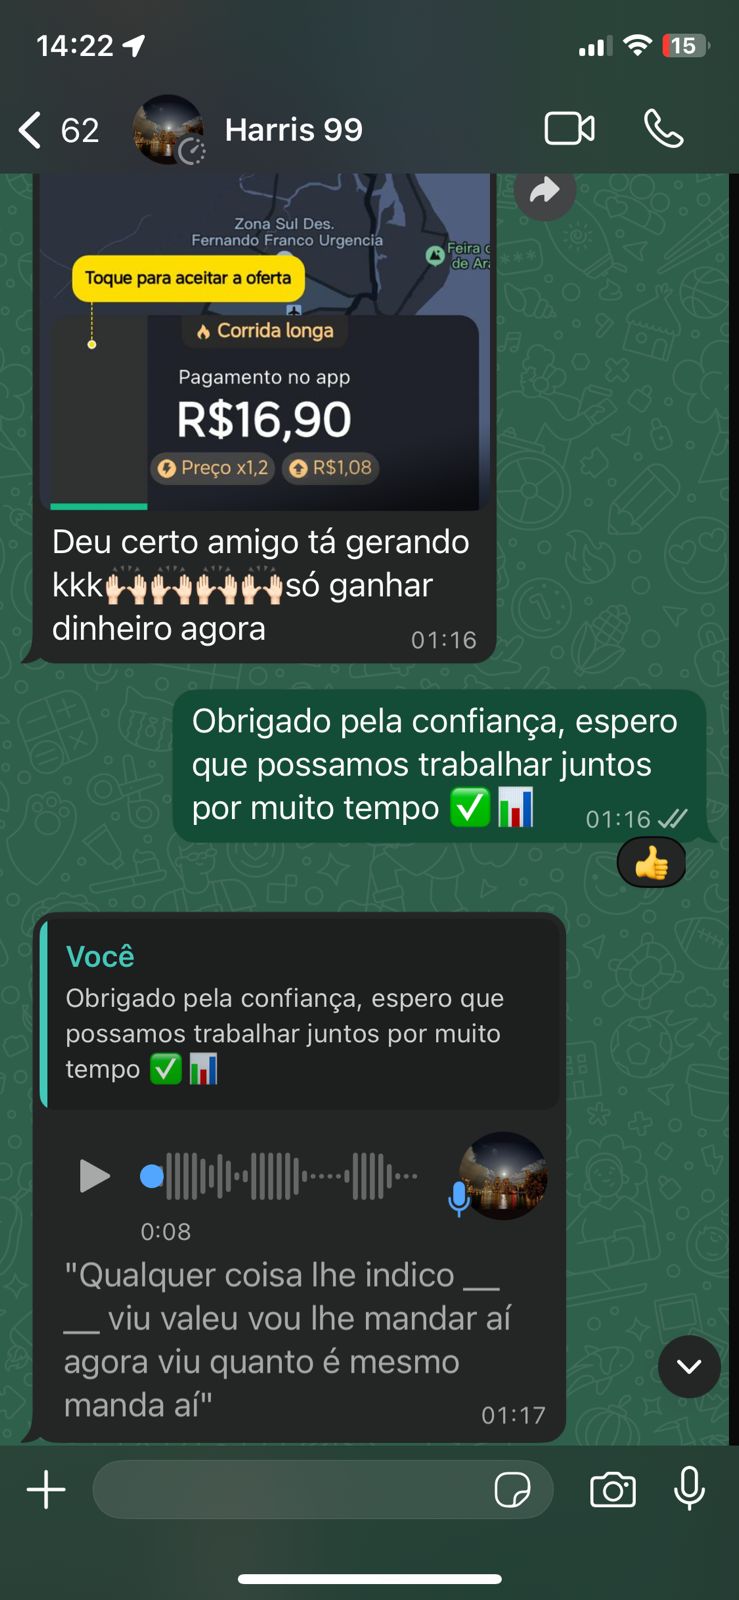 14:22
15
62
Harris 99
Zona Sul Des.
Fernando Franco Urgencia
Feira d
de Ara
Toque para aceitar a oferta
Corrida longa
Pagamento no app
R$16,90
Preço x1,2
R$1,08
Deu certo amigo tá gerando
kkk🙌🏻🙌🏻🙌🏻🙌🏻só ganhar
dinheiro agora
01:16
Obrigado pela confiança, espero
que possamos trabalhar juntos
por muito tempo ✅📊
01:16
👍
Você
Obrigado pela confiança, espero que
possamos trabalhar juntos por muito
tempo ✅📊
0:08
"Qualquer coisa lhe indico __
__ viu valeu vou lhe mandar aí
agora viu quanto é mesmo
manda aí"
01:17